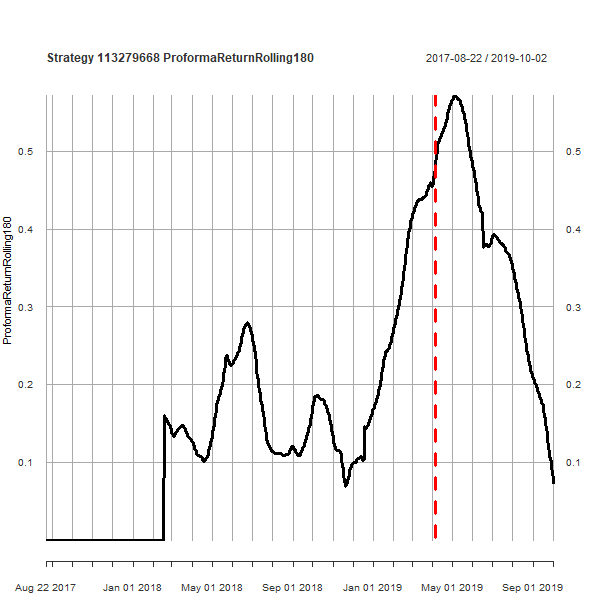 Strategy 113279668 ProformaReturnRolling180
2017-08-22 / 2019-10-02
ProformaReturnRolling180
0.5 0.5
0.4 0.4
0.3 0.3
0.2 0.2
0.1 0.1
Aug 22 2017 Jan 01 2018 May 01 2018 Sep 01 2018 Jan 01 2019 May 01 2019 Sep 01 2019